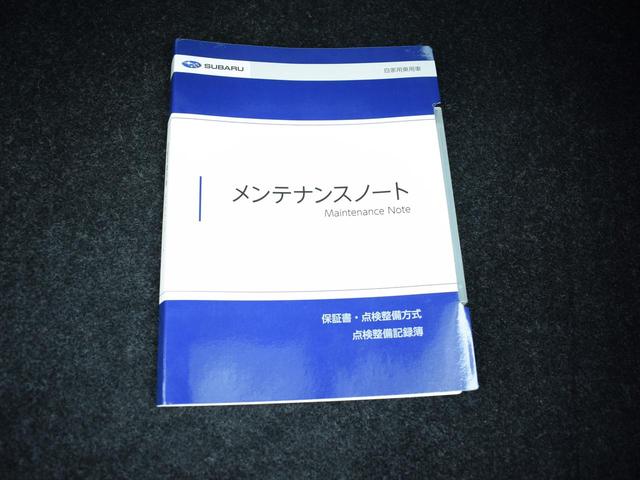 SUBARU
自家用乗用車
メンテナンスノート
Maintenance Note
保証書・点検整備方式
点検整備記録簿